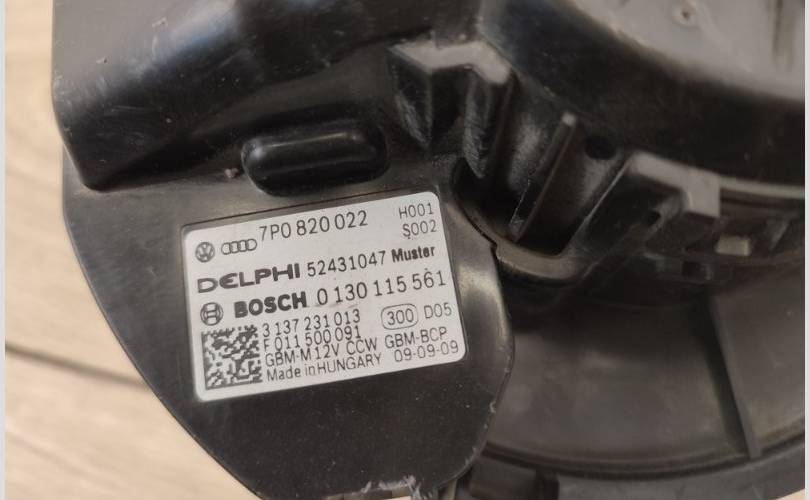 7P0 820 022 H001
S002
DELPHI 52431047 Muster
BOSCH 0 130 115 561
3 137 231 013 300 D05
F 011 500 091
GBM-M 12V CCW GBM-BCP
Made in HUNGARY 09-09-09